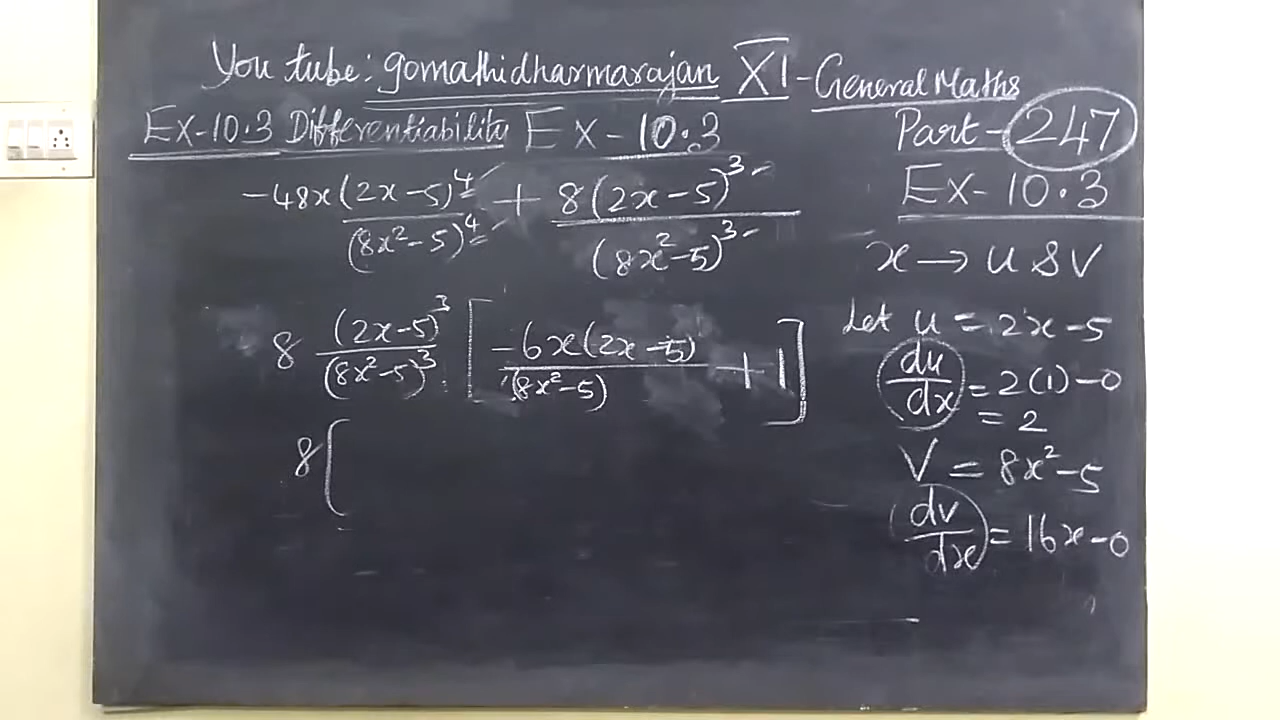 You tube: gomathidharmarajan XI - General Maths
Ex-10.3 Differentiability Ex-10.3
Part-247
Ex-10.3
-48x(2x-5)^4/(8x²-5)^4 + 8(2x-5)^3/(8x²-5)^3
8 (2x-5)^3/(8x²-5)^3 [-6x(2x-5)/(8x²-5) + 1]
8[
x → u & v
Let u = 2x-5
du/dx = 2(1)-0
= 2
V = 8x²-5
dv/dx = 16x-0